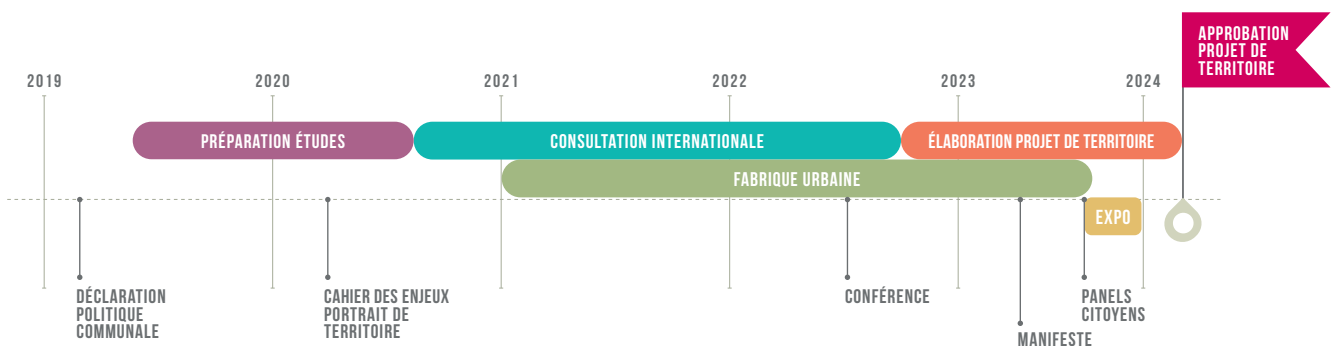 APPROBATION
PROJET DE
TERRITOIRE
2019
2020
2021
2022
2023
2024
PRÉPARATION ÉTUDES
CONSULTATION INTERNATIONALE
ÉLABORATION PROJET DE TERRITOIRE
FABRIQUE URBAINE
EXPO
DÉCLARATION
POLITIQUE
COMMUNALE
CAHIER DES ENJEUX
PORTRAIT DE
TERRITOIRE
CONFÉRENCE
MANIFESTE
PANELS
CITOYENS